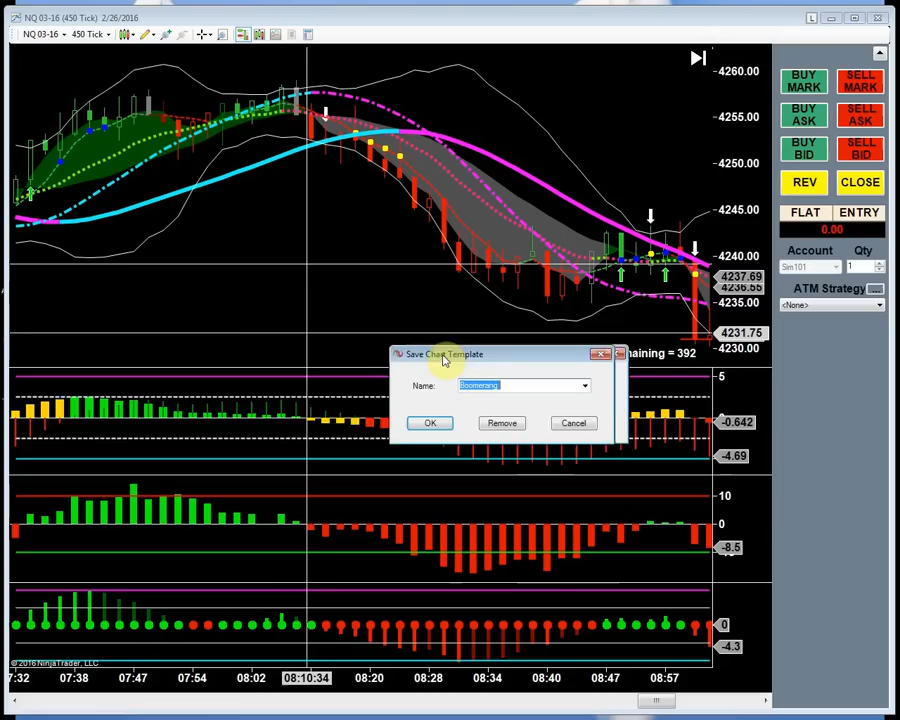 NQ 03-16 (450 Tick) 2/26/2016
L
NQ 03-16 450 Tick
4260.00
4255.00
4250.00
4245.00
4240.00
4237.69
4235.00
4231.75
4230.00
BUY MARK
SELL MARK
BUY ASK
SELL ASK
BUY BID
SELL BID
REV
CLOSE
FLAT
ENTRY
0.00
Account
Qty
Sim101
1
ATM Strategy
...
<None>
maining = 392
Save Chart Template
Name:
Boomerang
OK
Remove
Cancel
5
-0.642
-4.69
10
0
-8.5
0
-4.3
© 2016 NinjaTrader, LLC
7:32
07:38
07:47
07:54
08:02
08:10:34
08:20
08:28
08:34
08:40
08:47
08:57